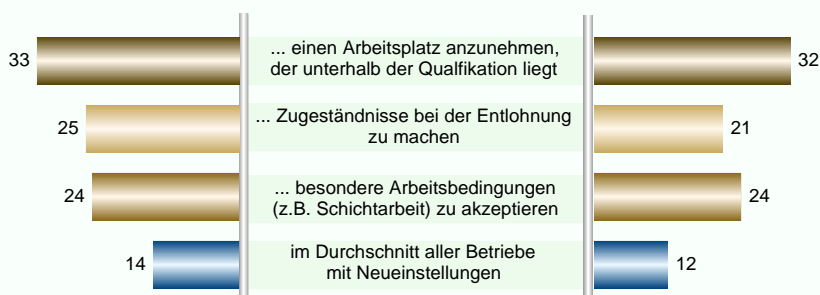 33
... einen Arbeitsplatz anzunehmen,
der unterhalb der Qualfikation liegt
32
25
... Zugeständnisse bei der Entlohnung
zu machen
21
24
... besondere Arbeitsbedingungen
(z.B. Schichtarbeit) zu akzeptieren
24
14
im Durchschnitt aller Betriebe
mit Neueinstellungen
12